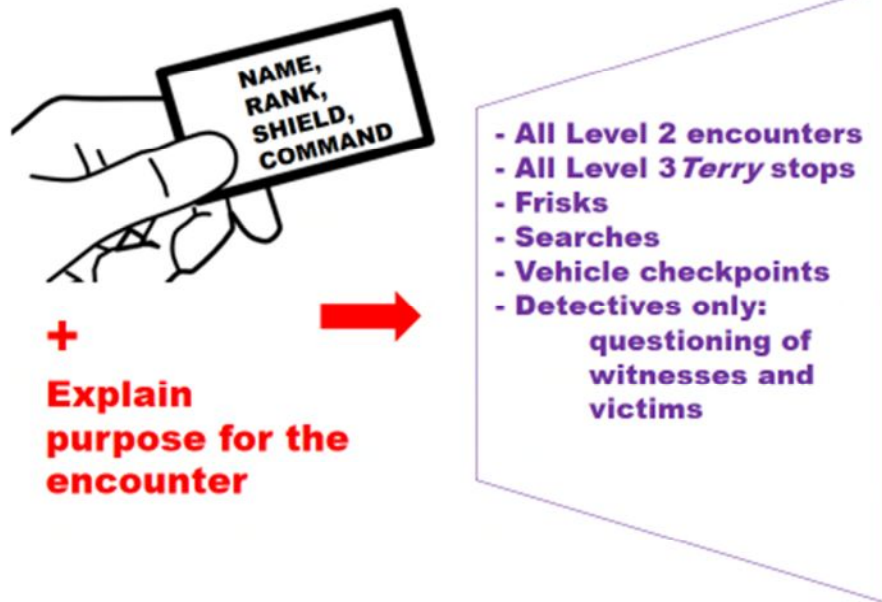 NAME,
RANK,
SHIELD,
COMMAND
+
Explain
purpose for the
encounter
- All Level 2 encounters
- All Level 3 Terry stops
- Frisks
- Searches
- Vehicle checkpoints
- Detectives only:
questioning of
witnesses and
victims